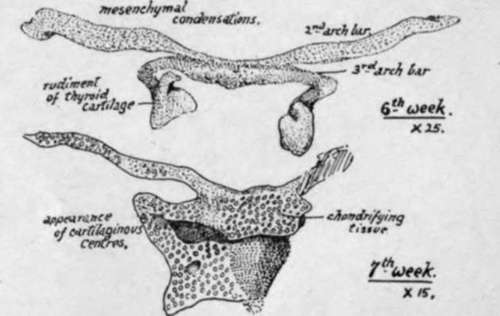 mesenchymal
condensations.
2nd arch bar.
3rd arch bar
rudiment
of thyroid
cartilage
6th week.
X 25.
appearance
of cartilaginous
centres.
chondrifying
tissue
7th week.
X 15.